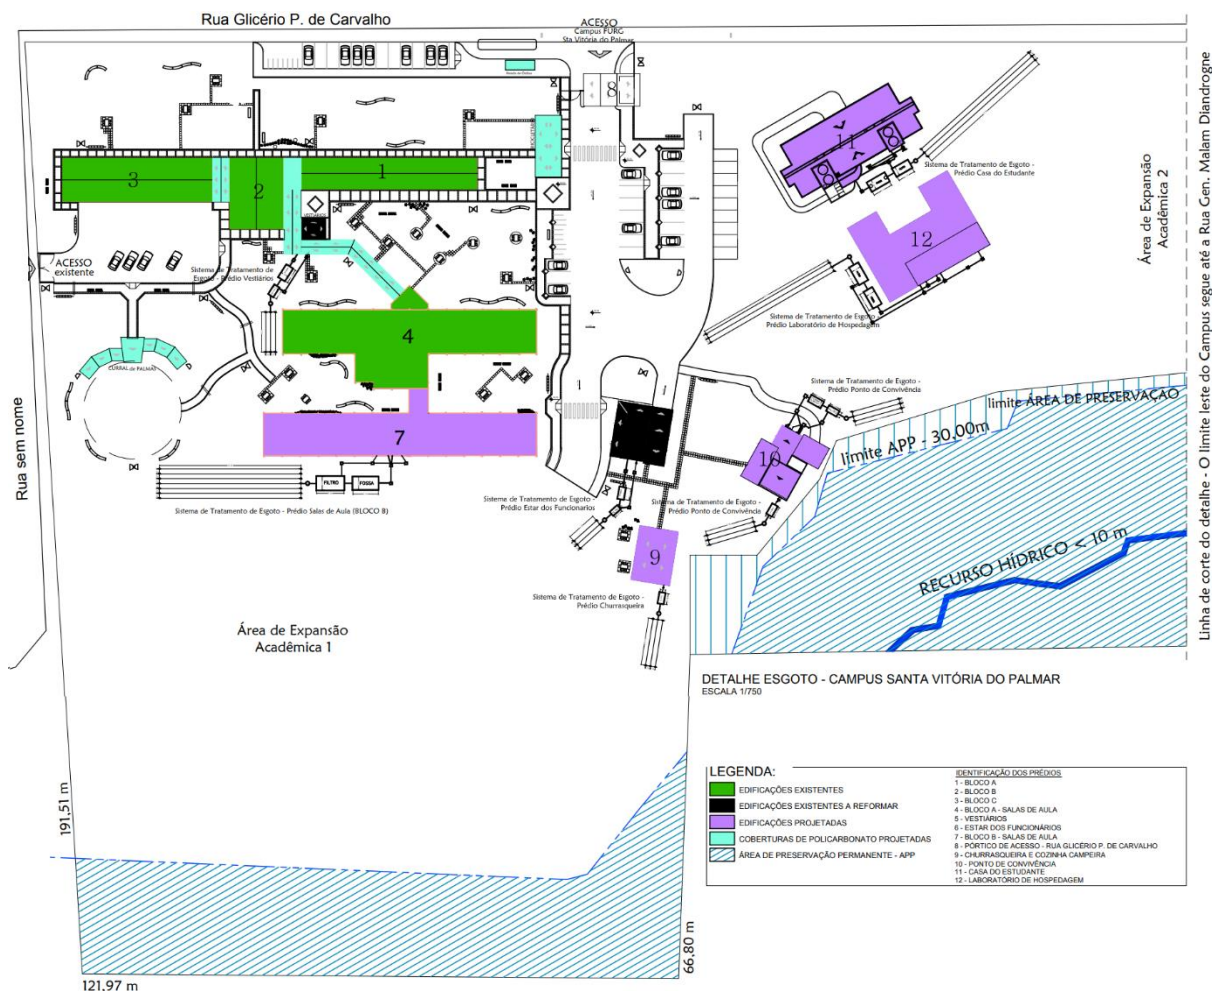 Rua Glicério P. de Carvalho
ACESSO
Campus FURG
Sta Vitória do Palmar
8
11
3
2
1
VESTIÁRIOS
Sistema de Tratamento de Esgoto -
Prédio Casa do Estudante
12
Área de Expansão
Acadêmica 2
ACESSO
existente
Sistema de Tratamento de
Esgoto - Prédio Vestiários
4
Sistema de Tratamento de Esgoto -
Prédio Laboratório de Hospedagem
CURRAL de PALMAS
Sistema de Tratamento de Esgoto -
Prédio Ponto de Convivência
limite ÁREA DE PRESERVAÇÃO
limite APP - 30,00m
7
10
Rua sem nome
FILTRO
FOSSA
Sistema de Tratamento de Esgoto - Prédio Salas de Aula (BLOCO B)
Sistema de Tratamento de Esgoto -
Prédio Estar dos Funcionarios
Sistema de Tratamento de Esgoto -
Prédio Ponto de Convivência
9
RECURSO HÍDRICO < 10 m
Sistema de Tratamento de Esgoto -
Prédio Churrasqueira
Área de Expansão
Acadêmica 1
Linha de corte do detalhe - O limite leste do Campus segue até a Rua Gen. Malam Diandrogne
DETALHE ESGOTO - CAMPUS SANTA VITÓRIA DO PALMAR
ESCALA 1/750
191.51 m
121.97 m
66.80 m
LEGENDA:
EDIFICAÇÕES EXISTENTES
EDIFICAÇÕES EXISTENTES A REFORMAR
EDIFICAÇÕES PROJETADAS
COBERTURAS DE POLICARBONATO PROJETADAS
ÁREA DE PRESERVAÇÃO PERMANENTE - APP
IDENTIFICAÇÃO DOS PRÉDIOS
1 - BLOCO A
2 - BLOCO B
3 - BLOCO C
4 - BLOCO A - SALAS DE AULA
5 - VESTIÁRIOS
6 - ESTAR DOS FUNCIONÁRIOS
7 - BLOCO B - SALAS DE AULA
8 - PÓRTICO DE ACESSO - RUA GLICÉRIO P. DE CARVALHO
9 - CHURRASQUEIRA E COZINHA CAMPEIRA
10 - PONTO DE CONVIVÊNCIA
11 - CASA DO ESTUDANTE
12 - LABORATÓRIO DE HOSPEDAGEM